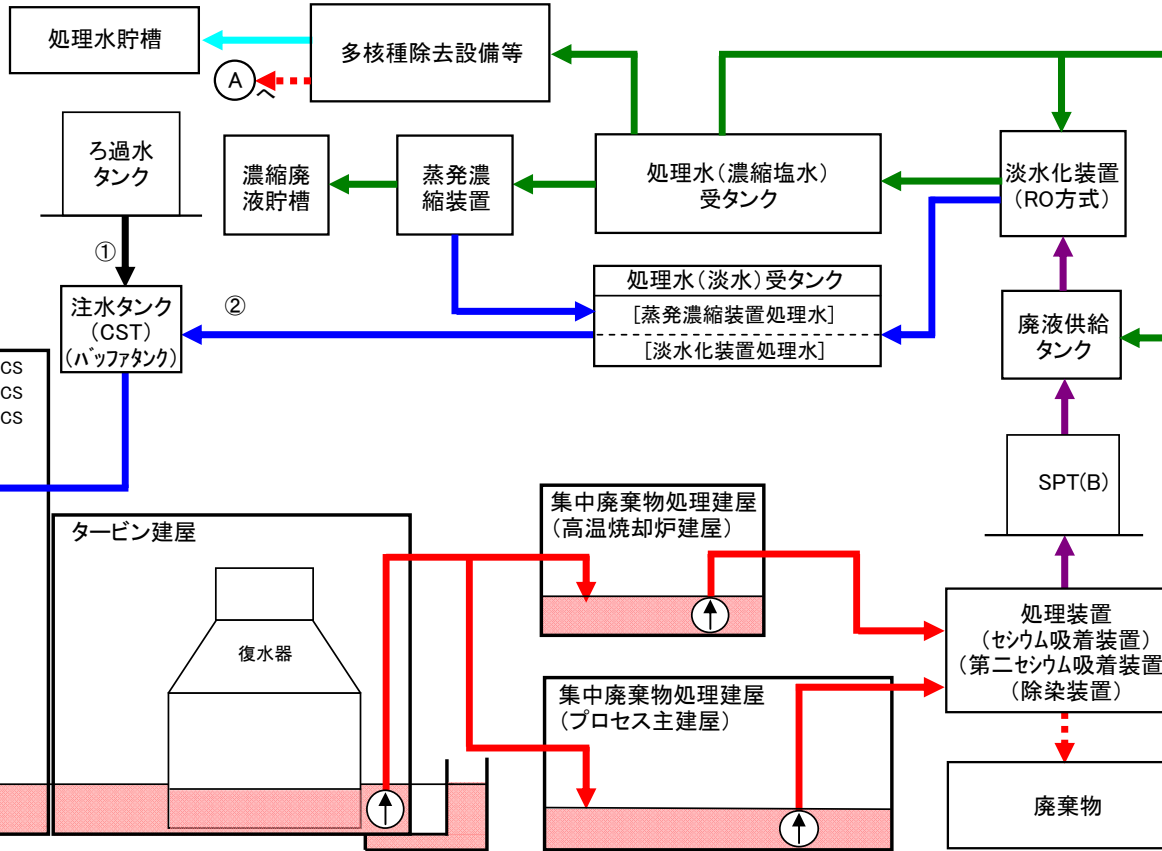 処理水貯槽
多核種除去設備等
A
へ
ろ過水
タンク
濃縮廃
液貯槽
蒸発濃
縮装置
処理水(濃縮塩水)
受タンク
淡水化装置
(RO方式)
①
注水タンク
(CST)
(バッファタンク)
②
処理水(淡水)受タンク
[蒸発濃縮装置処理水]
[淡水化装置処理水]
廃液供給
タンク
CS
CS
CS
SPT(B)
タービン建屋
復水器
集中廃棄物処理建屋
(高温焼却炉建屋)
集中廃棄物処理建屋
(プロセス主建屋)
処理装置
(セシウム吸着装置)
(第二セシウム吸着装置
(除染装置)
廃棄物